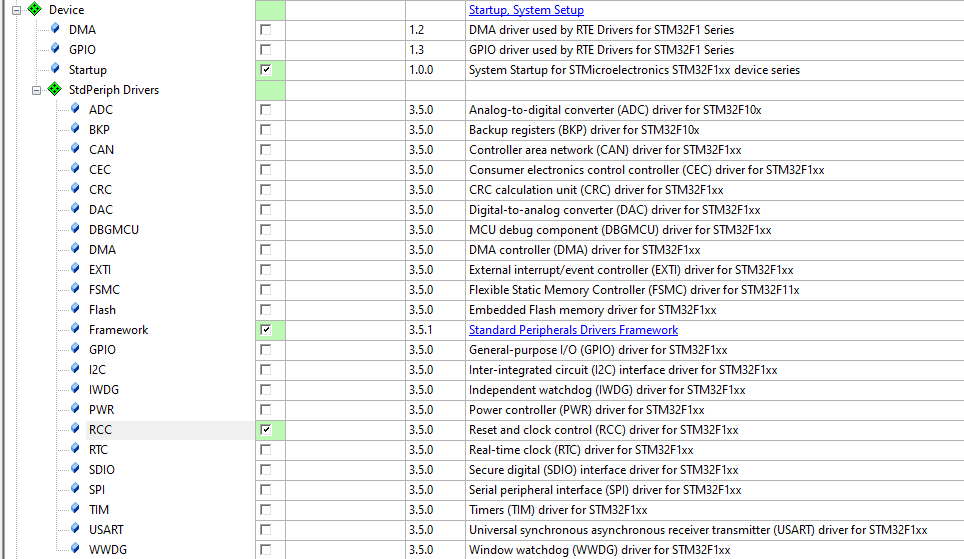 Device Startup, System Setup
DMA 1.2 DMA driver used by RTE Drivers for STM32F1 Series
GPIO 1.3 GPIO driver used by RTE Drivers for STM32F1 Series
Startup 1.0.0 System Startup for STMicroelectronics STM32F1xx device series
StdPeriph Drivers
ADC 3.5.0 Analog-to-digital converter (ADC) driver for STM32F10x
BKP 3.5.0 Backup registers (BKP) driver for STM32F10x
CAN 3.5.0 Controller area network (CAN) driver for STM32F1xx
CEC 3.5.0 Consumer electronics control controller (CEC) driver for STM32F1xx
CRC 3.5.0 CRC calculation unit (CRC) driver for STM32F1xx
DAC 3.5.0 Digital-to-analog converter (DAC) driver for STM32F1xx
DBGMCU 3.5.0 MCU debug component (DBGMCU) driver for STM32F1xx
DMA 3.5.0 DMA controller (DMA) driver for STM32F1xx
EXTI 3.5.0 External interrupt/event controller (EXTI) driver for STM32F1xx
FSMC 3.5.0 Flexible Static Memory Controller (FSMC) driver for STM32F11x
Flash 3.5.0 Embedded Flash memory driver for STM32F1xx
Framework 3.5.1 Standard Peripherals Drivers Framework
GPIO 3.5.0 General-purpose I/O (GPIO) driver for STM32F1xx
I2C 3.5.0 Inter-integrated circuit (I2C) interface driver for STM32F1xx
IWDG 3.5.0 Independent watchdog (IWDG) driver for STM32F1xx
PWR 3.5.0 Power controller (PWR) driver for STM32F1xx
RCC 3.5.0 Reset and clock control (RCC) driver for STM32F1xx
RTC 3.5.0 Real-time clock (RTC) driver for STM32F1xx
SDIO 3.5.0 Secure digital (SDIO) interface driver for STM32F1xx
SPI 3.5.0 Serial peripheral interface (SPI) driver for STM32F1xx
TIM 3.5.0 Timers (TIM) driver for STM32F1xx
USART 3.5.0 Universal synchronous asynchronous receiver transmitter (USART) driver for STM32F1xx
WWDG 3.5.0 Window watchdog (WWDG) driver for STM32F1xx